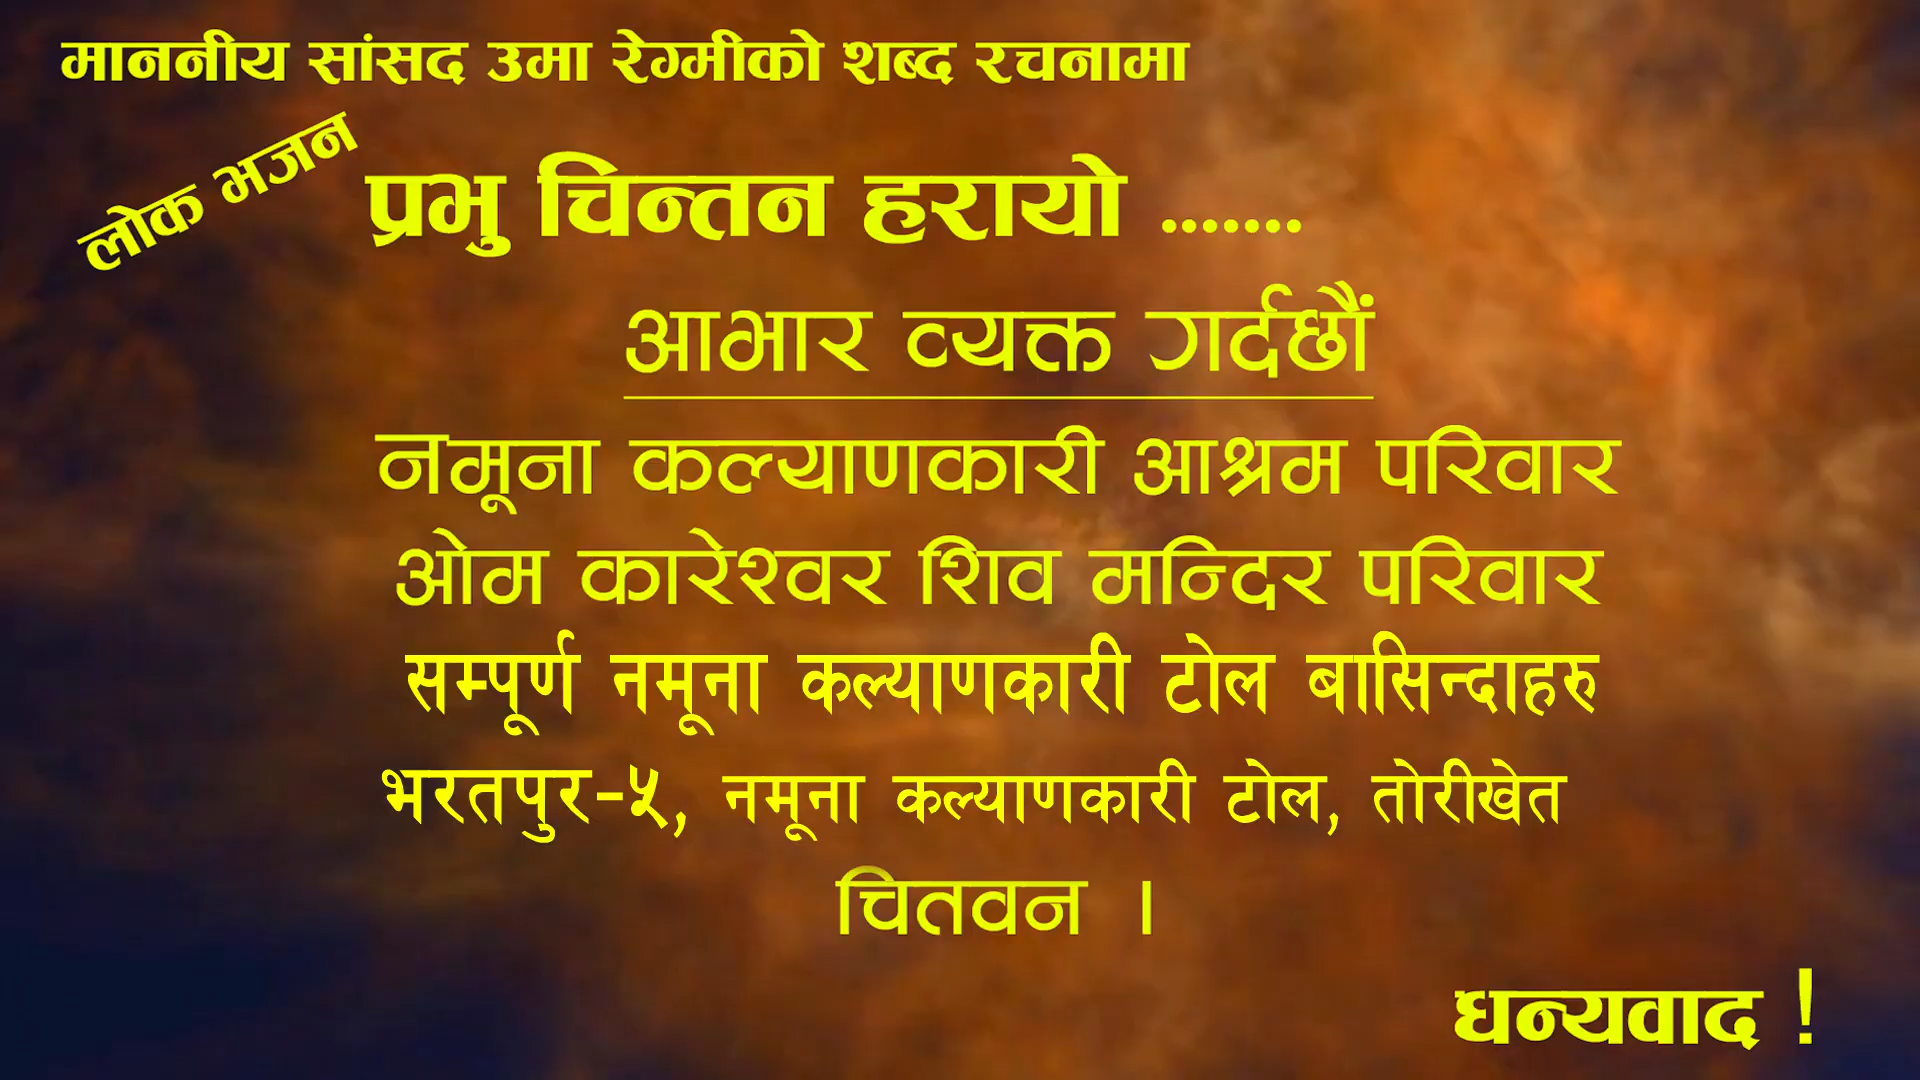 माननीय सांसद उमा रेग्मीको शब्द रचनामा
लोक भजन
प्रभु चिन्तन हरायो .......
आभार व्यक्त गर्दछौं
नमूना कल्याणकारी आश्रम परिवार
ओम कारेश्वर शिव मन्दिर परिवार
सम्पूर्ण नमूना कल्याणकारी टोल बासिन्दाहरु
भरतपुर-५, नमूना कल्याणकारी टोल, तोरीखेत
चितवन ।
धन्यवाद !